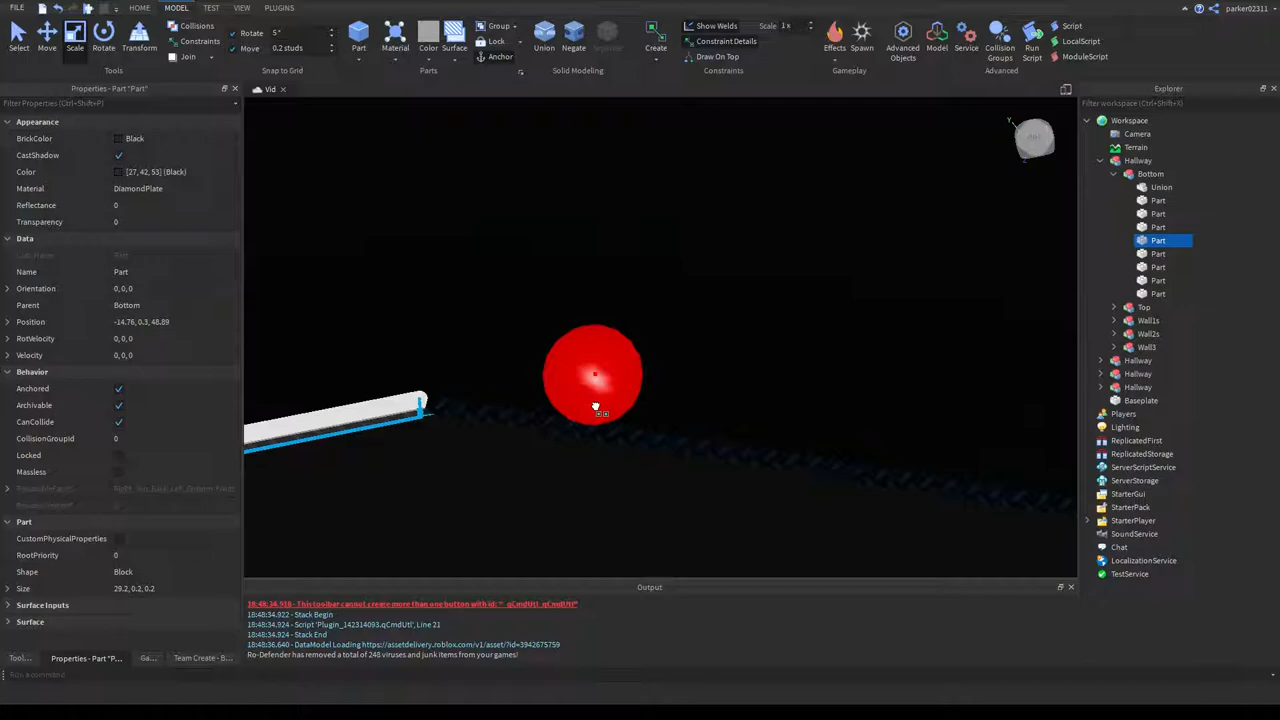 FILE HOME MODEL TEST VIEW PLUGINS parker02311
Select Move Scale Rotate Transform
Collisions
Constraints
Join
Tools
Rotate 5°
Move 0.2 studs
Snap to Grid
Part Material Color Surface
Group
Lock
Anchor
Parts
Union Negate
Solid Modeling
Create
Show Welds Scale 1x
Constraint Details
Draw On Top
Constraints
Effects Spawn
Gameplay
Advanced Objects Model Service Collision Groups Run Script
Script
LocalScript
ModuleScript
Advanced
Properties - Part "Part"
Filter Properties (Ctrl+Shift+P)
Appearance
BrickColor Black
CastShadow
Color [27, 42, 53] (Black)
Material DiamondPlate
Reflectance 0
Transparency 0
Data
Name Part
Orientation 0,0,0
Parent Bottom
Position -14.76, 0.3, 48.89
RotVelocity 0,0,0
Velocity 0,0,0
Behavior
Anchored
Archivable
CanCollide
CollisionGroupId 0
Locked
Massless
Part
CustomPhysicalProperties
RootPriority 0
Shape Block
Size 29.2, 0.2, 0.2
Surface Inputs
Surface
Tool... Properties - Part "P... Ga... Team Create - B...
Run a command
Vid
Y
Output
18:48:34.918 - This toolbar cannot create more than one button with id: "_qCmdUtl_qCmdUtl"
18:48:34.922 - Stack Begin
18:48:34.924 - Script 'Plugin_142314093.qCmdUtl', Line 21
18:48:34.924 - Stack End
18:48:36.640 - DataModel Loading https://assetdelivery.roblox.com/v1/asset/?id=3942675759
Ro-Defender has removed a total of 248 viruses and junk items from your games!
Explorer
Filter workspace (Ctrl+Shift+X)
Workspace
Camera
Terrain
Hallway
Bottom
Union
Part
Part
Part
Part
Part
Part
Part
Part
Top
Wall1s
Wall2s
Wall3
Hallway
Hallway
Hallway
Baseplate
Players
Lighting
ReplicatedFirst
ReplicatedStorage
ServerScriptService
ServerStorage
StarterGui
StarterPack
StarterPlayer
SoundService
Chat
LocalizationService
TestService